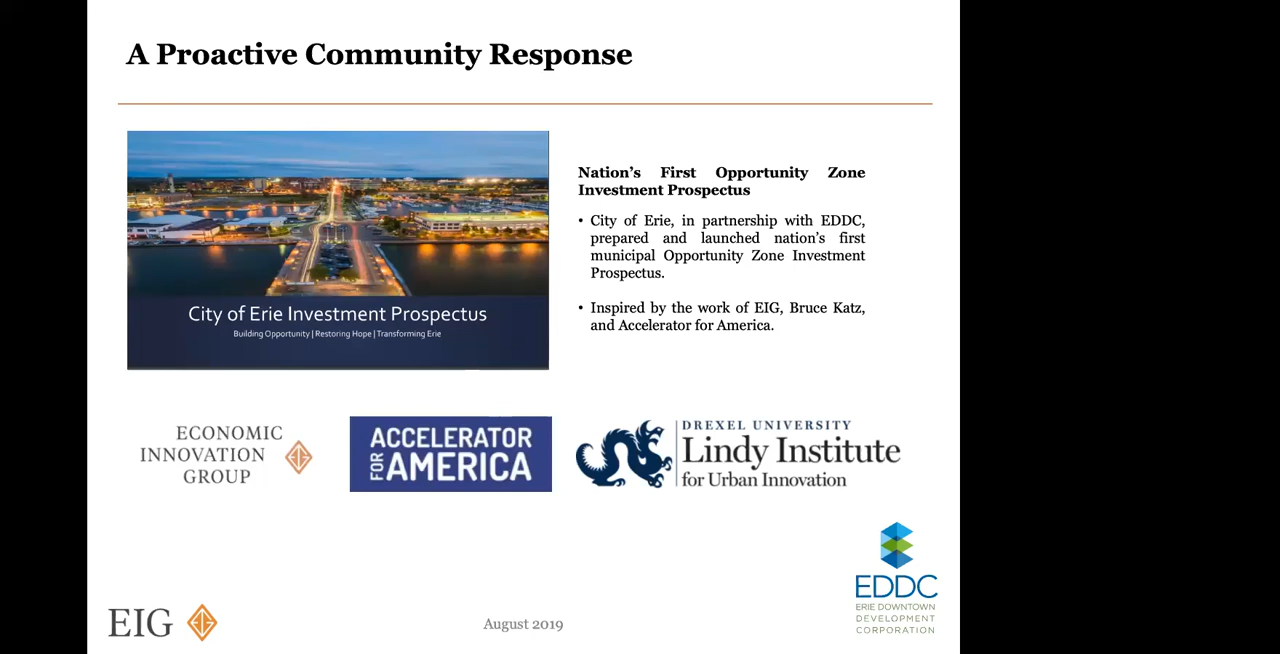 A Proactive Community Response
City of Erie Investment Prospectus
Building Opportunity | Restoring Hope | Transforming Erie
Nation's First Opportunity Zone
Investment Prospectus
• City of Erie, in partnership with EDDC,
prepared and launched nation's first
municipal Opportunity Zone Investment
Prospectus.
• Inspired by the work of EIG, Bruce Katz,
and Accelerator for America.
ECONOMIC
INNOVATION
GROUP
EIG
ACCELERATOR
FOR AMERICA
DREXEL UNIVERSITY
Lindy Institute
for Urban Innovation
EIG
EIG
August 2019
EDDC
ERIE DOWNTOWN
DEVELOPMENT
CORPORATION